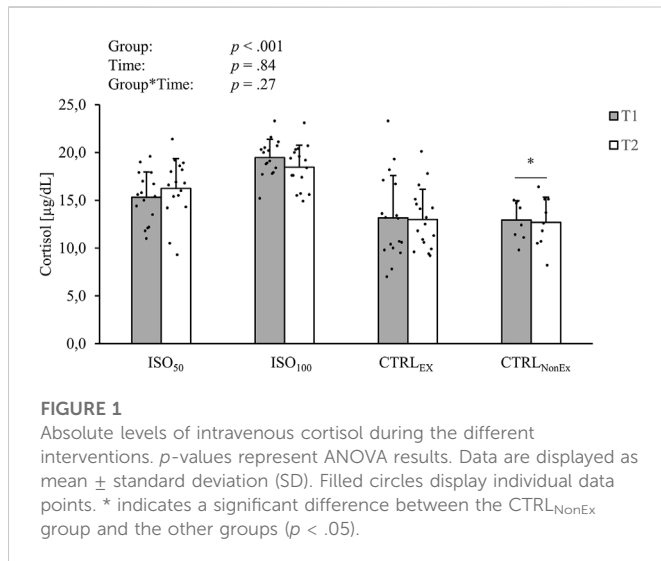 Group: p < .001
Time: p = .84
Group*Time: p = .27
25,0
20,0
15,0
10,0
5,0
0,0
Cortisol [µg/dL]
T1
T2
*
ISO50 ISO100 CTRLEX CTRLNonEx
FIGURE 1
Absolute levels of intravenous cortisol during the different
interventions. p-values represent ANOVA results. Data are displayed as
mean ± standard deviation (SD). Filled circles display individual data
points. * indicates a significant difference between the CTRLNonEx
group and the other groups (p < .05).